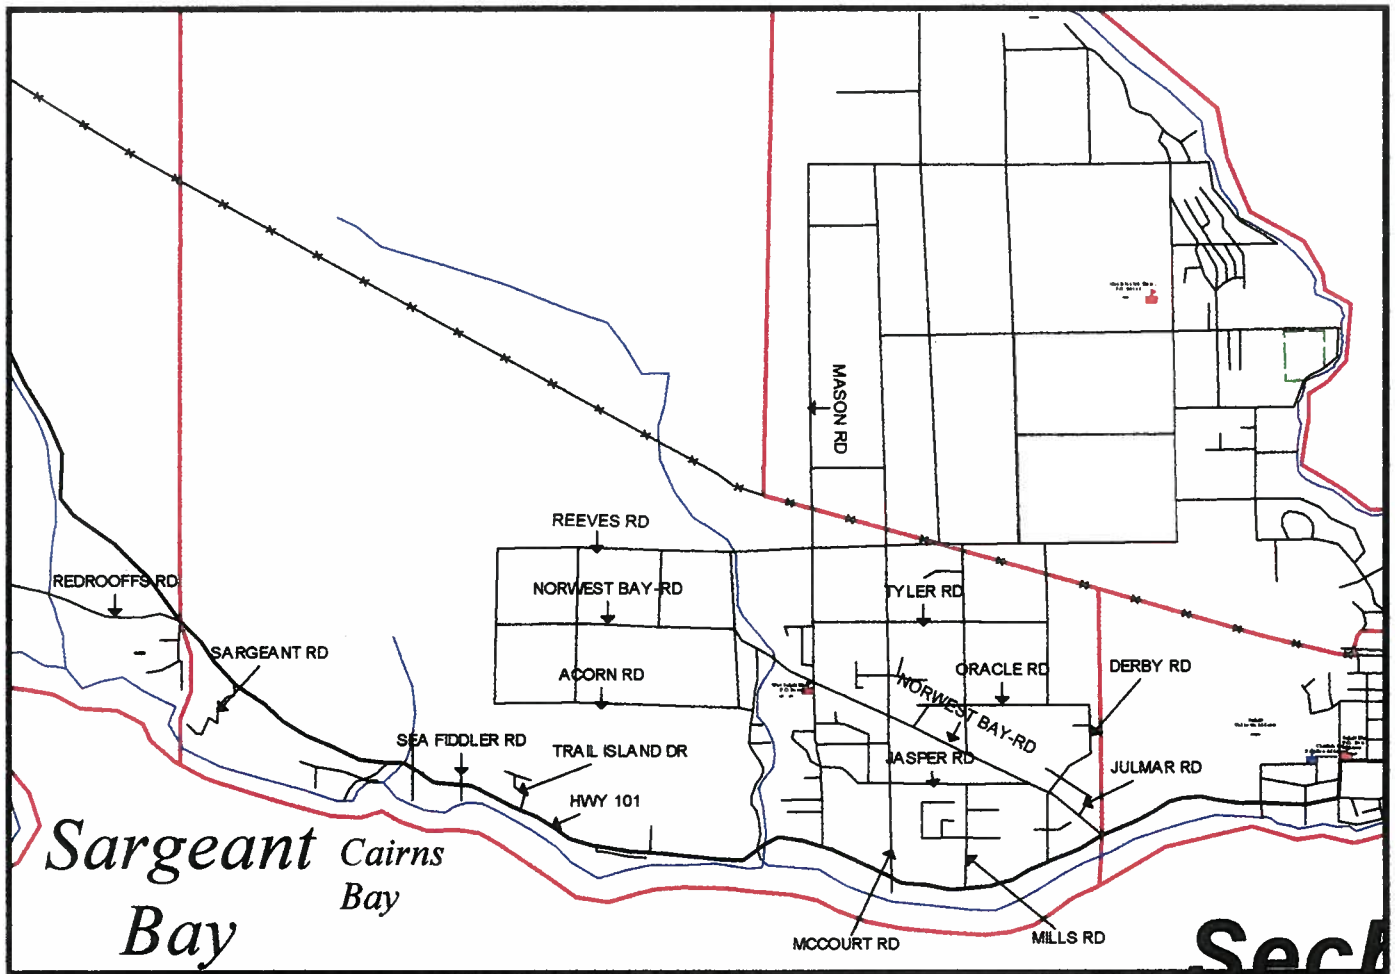 MASON RD
REEVES RD
NORWEST BAY-RD
TYLER RD
REDROOFFS RD
SARGEANT RD
ACORN RD
ORACLE RD
DERBY RD
NORWEST BAY-RD
SEA FIDDLER RD
TRAIL ISLAND DR
JASPER RD
JULMAR RD
HWY 101
Sargeant
Bay
Cairns
Bay
MCCOURT RD
MILLS RD